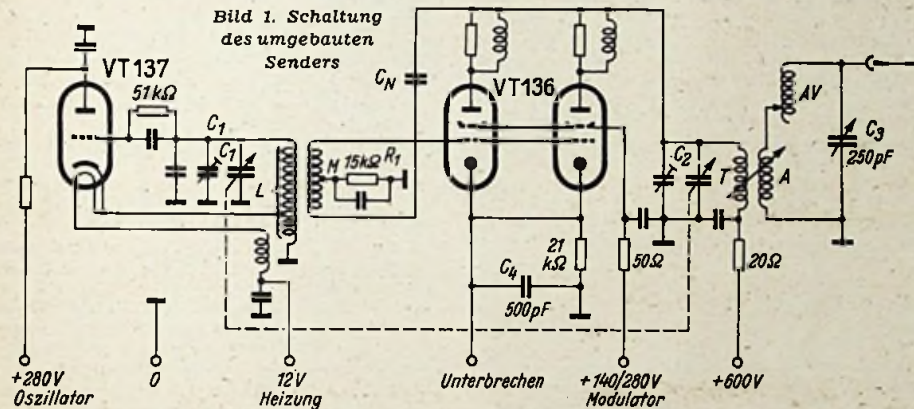 Bild 1. Schaltung
des umgebauten
Senders
VT137
51kΩ
C1
C1
L
M 15kΩ R1
CN
VT136
C4
500pF
21
kΩ
50Ω
C2
T
A
20Ω
AV
C3
250pF
+280V
Oszillator
0
12V
Heizung
Unterbrechen
+140/280V
Modulator
+600V